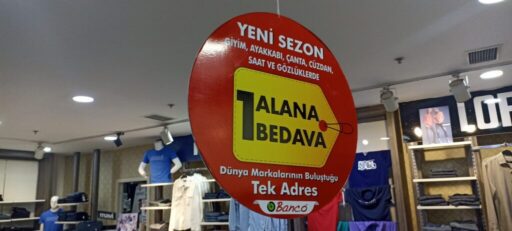 YENİ SEZON
GİYİM, AYAKKABI, ÇANTA, CÜZDAN,
SAAT VE GÖZLÜKLERDE
1 ALANA
1 BEDAVA
Dünya Markalarının Buluştuğu
Tek Adres
Banco